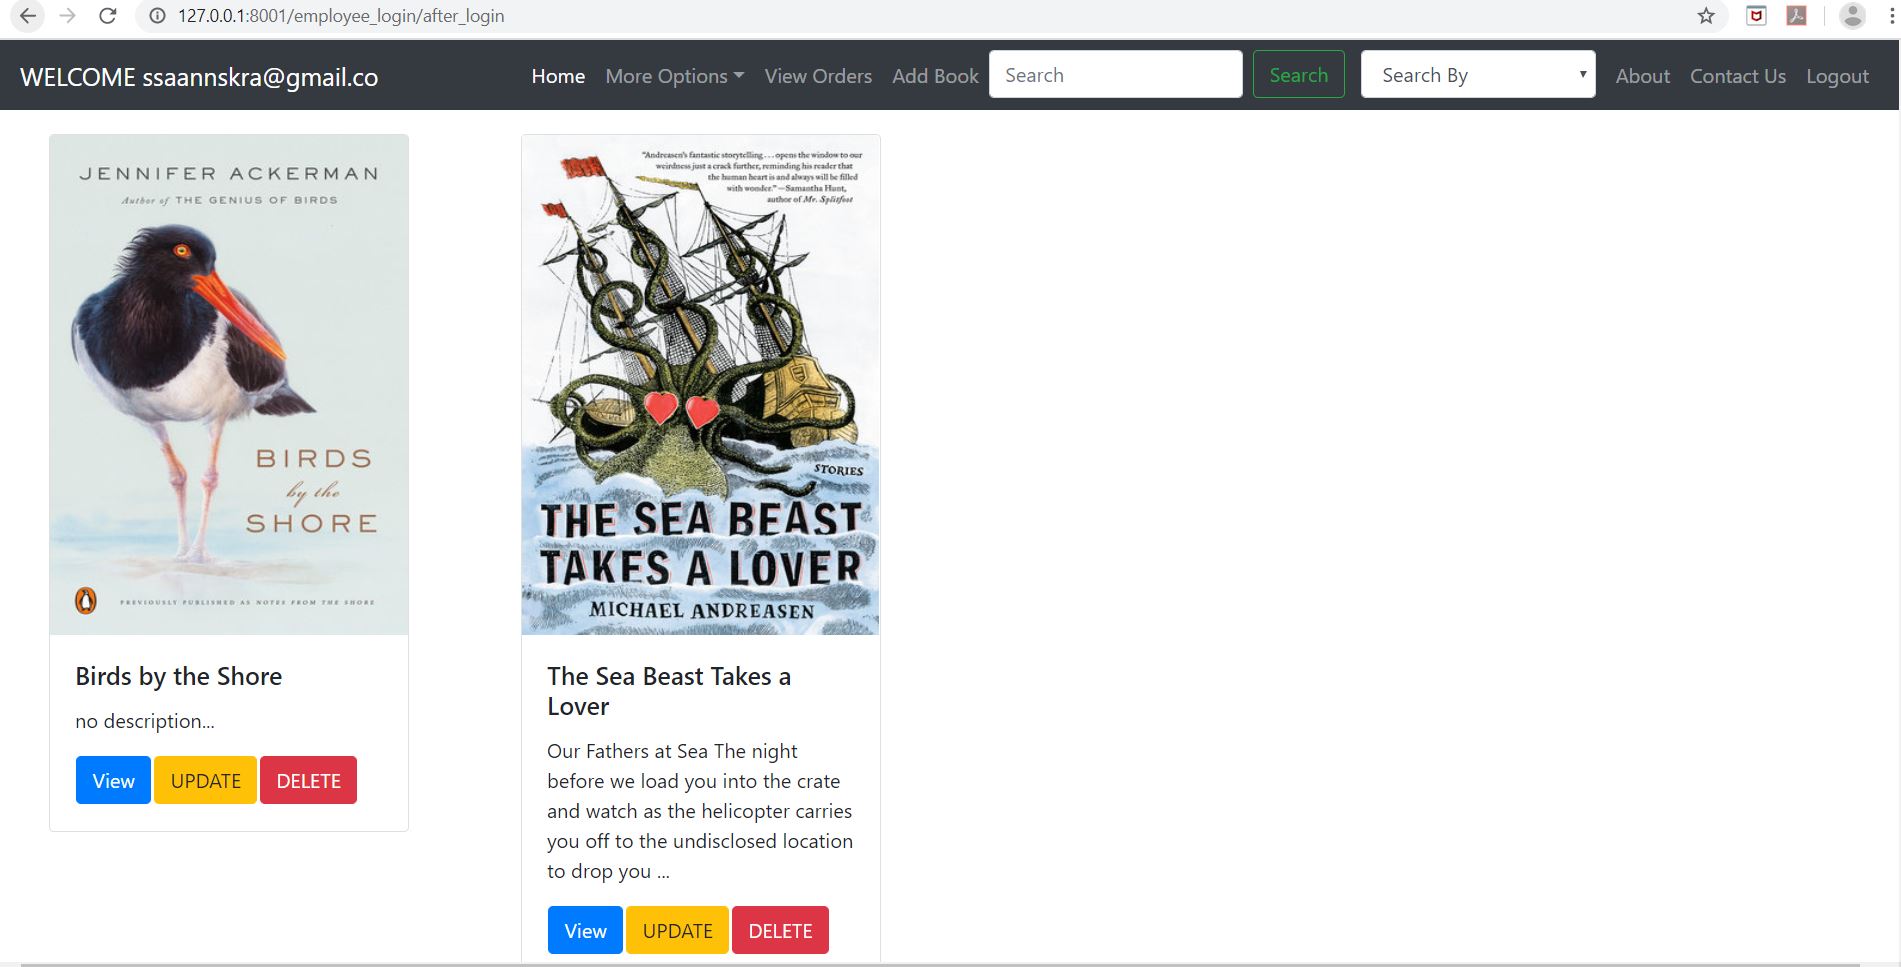 127.0.0.1:8001/employee_login/after_login
WELCOME ssaannskra@gmail.co
Home
More Options
View Orders
Add Book
Search
Search
Search By
About
Contact Us
Logout
JENNIFER ACKERMAN
Author of THE GENIUS OF BIRDS
BIRDS
by the
SHORE
PREVIOUSLY PUBLISHED AS NOTES FROM THE SHORE
Birds by the Shore
no description...
View
UPDATE
DELETE
"Andreasen's fantastic storytelling . . . opens the window to our
weirdness just a crack further, reminding his reader that
the human heart is and always will be filled
with wonder." —Samantha Hunt,
author of Mr. Splitfoot
STORIES
THE SEA BEAST
TAKES A LOVER
MICHAEL ANDREASEN
The Sea Beast Takes a
Lover
Our Fathers at Sea The night
before we load you into the crate
and watch as the helicopter carries
you off to the undisclosed location
to drop you ...
View
UPDATE
DELETE